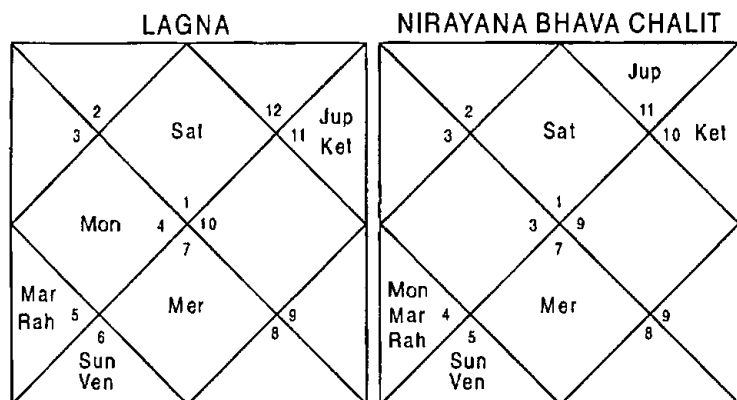 LAGNA
2
12
3
Sat
11
Jup
Ket
1
Mon
4
10
7
Mar
Rah
5
Mer
9
6
8
Sun
Ven
NIRAYANA BHAVA CHALIT
Jup
2
11
3
Sat
10
Ket
1
3
9
7
Mon
Mar
Rah
4
Mer
9
5
8
Sun
Ven